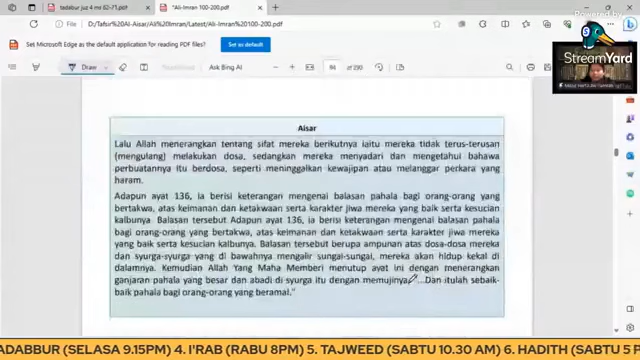 tadabur juz 4 ms 62-71.pdf
*Ali-Imran 100-200.pdf
Powered by
File
D:/Tafsir%20Al-Aisar/Ali%20Imran/Latest/Ali-Imran%20100-200.pdf
Set Microsoft Edge as the default application for reading PDF files?
Set as default
StreamYard
Draw
Ask Bing AI
of 290
Aisar
Lalu Allah menerangkan tentang sifat mereka berikutnya iaitu mereka tidak terus-terusan
(mengulang) melakukan dosa, sedangkan mereka menyadari dan mengetahui bahawa
perbuatannya itu berdosa, seperti meninggalkan kewajipan atau melanggar perkara yang
haram.
Adapun ayat 136, ia berisi keterangan mengenai balasan pahala bagi orang-orang yang
bertakwa, atas keimanan dan ketakwaan serta karakter jiwa mereka yang baik serta kesucian
kalbunya. Balasan tersebut Adapun ayat 136, ia berisi keterangan mengenai balasan pahala
bagi orang-orang yang bertakwa, atas keimanan dan ketakwaan serta karakter jiwa mereka
yang baik serta kesucian kalbunya. Balasan tersebut berupa ampunan atas dosa-dosa mereka
dan syurga-syurga yang di bawahnya mengalir sungai-sungai, mereka akan hidup kekal di
dalamnya. Kemudian Allah Yang Maha Memberi menutup ayat ini dengan menerangkan
ganjaran pahala yang besar dan abadi di syurga itu dengan memujinya, "...Dan itulah sebaik-
baik pahala bagi orang-orang yang beramal."
ADABBUR (SELASA 9.15PM) 4. I'RAB (RABU 8PM) 5. TAJWEED (SABTU 10.30 AM) 6. HADITH (SABTU 5 P